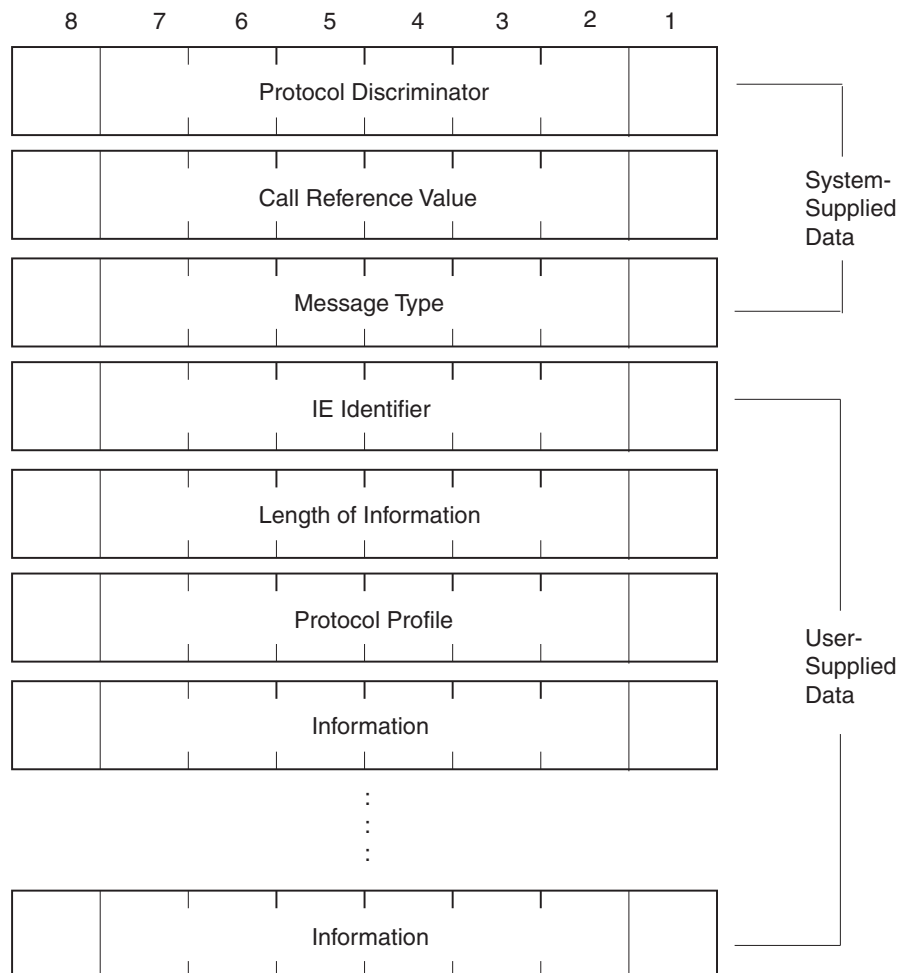 8 7 6 5 4 3 2 1
Protocol Discriminator
Call Reference Value
System-
Supplied
Data
Message Type
IE Identifier
Length of Information
Protocol Profile
User-
Supplied
Data
Information
:
:
:
Information